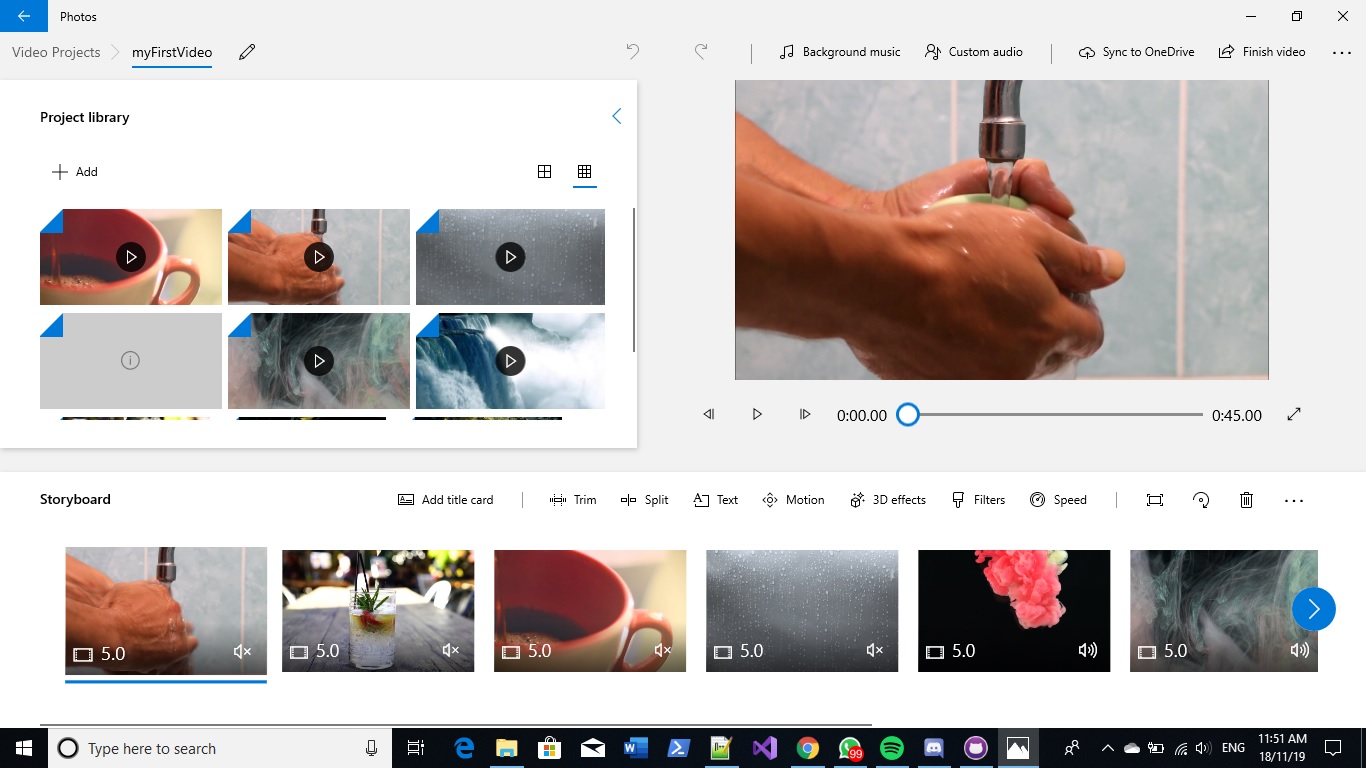 Photos
Video Projects
myFirstVideo
Background music
Custom audio
Sync to OneDrive
Finish video
Project library
Add
0:00.00
0:45.00
Storyboard
Add title card
Trim
Split
Text
Motion
3D effects
Filters
Speed
5.0
5.0
5.0
5.0
5.0
5.0
Type here to search
99
ENG
11:51 AM
18/11/19